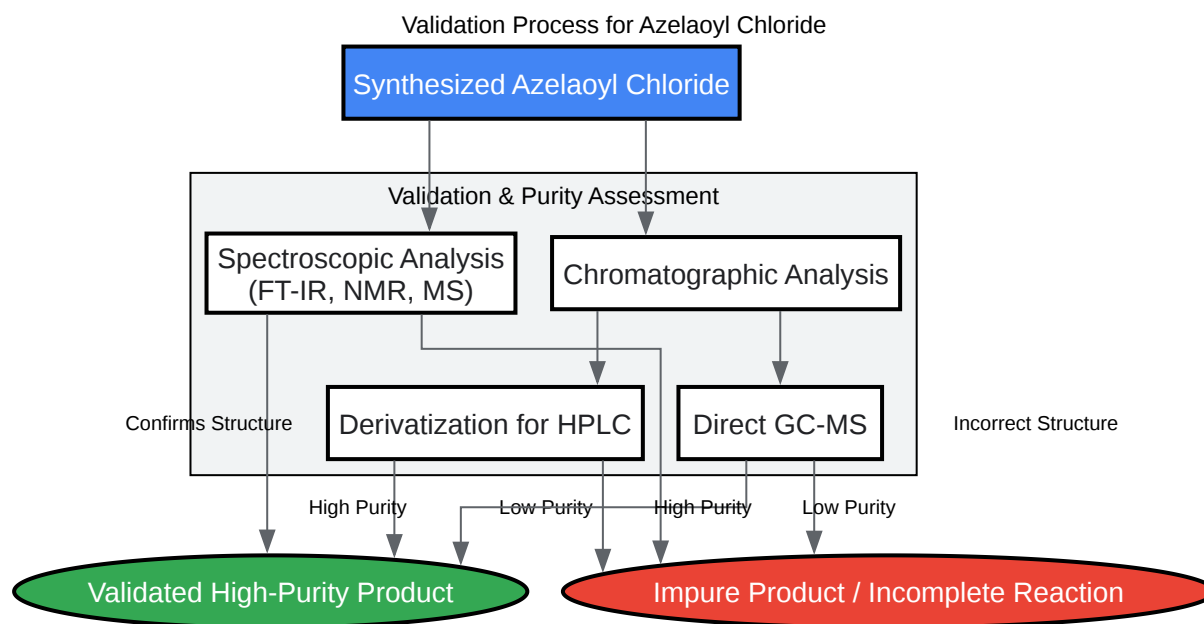 Validation Process for Azelaoyl Chloride
Synthesized Azelaoyl Chloride
Validation & Purity Assessment
Spectroscopic Analysis
(FT-IR, NMR, MS)
Chromatographic Analysis
Derivatization for HPLC
Direct GC-MS
Confirms Structure
Incorrect Structure
High Purity
Low Purity
High Purity
Low Purity
Validated High-Purity Product
Impure Product / Incomplete Reaction